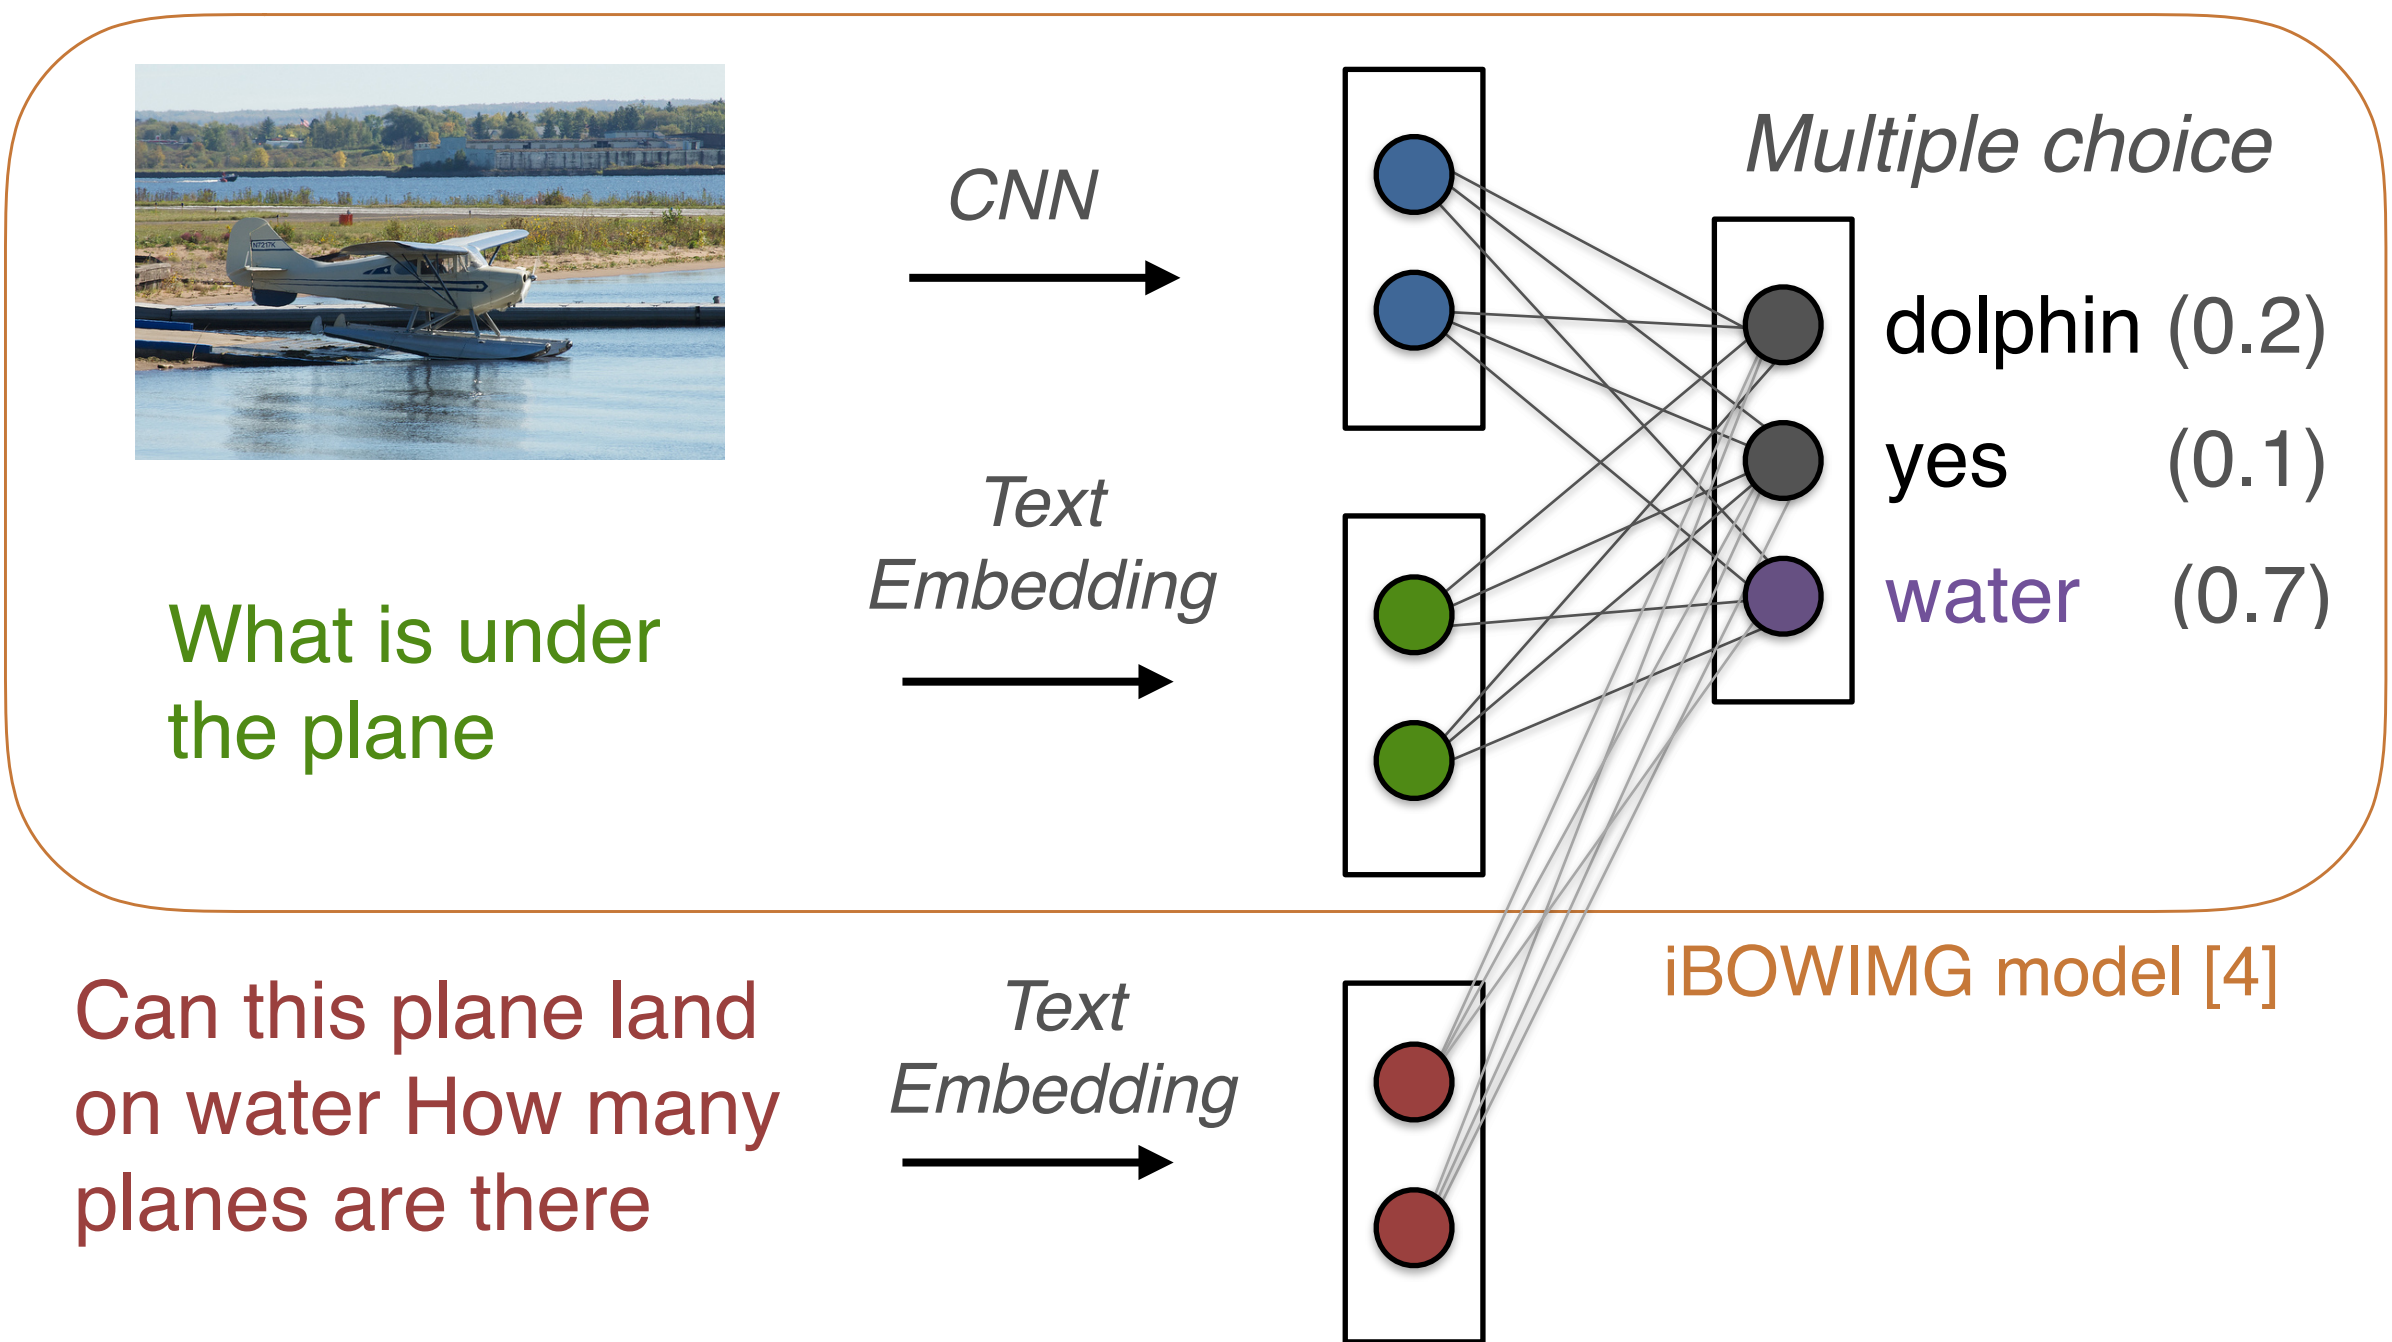 N7217K
CNN
Multiple choice
dolphin (0.2)
yes (0.1)
water (0.7)
Text
Embedding
What is under
the plane
iBOWIMG model [4]
Can this plane land
on water How many
planes are there
Text
Embedding